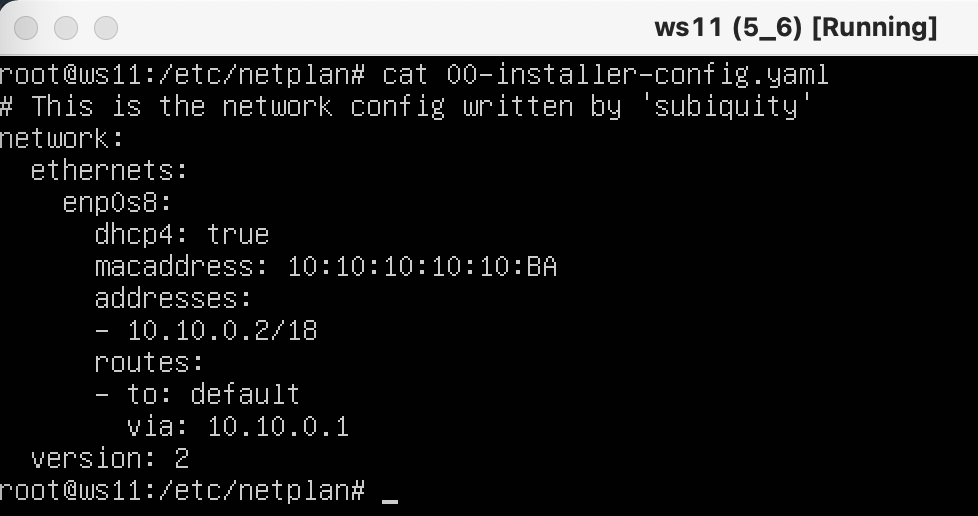 ws11 (5_6) [Running]
root@ws11:/etc/netplan# cat 00-installer-config.yaml
# This is the network config written by 'subiquity'
network:
  ethernets:
    enp0s8:
      dhcp4: true
      macaddress: 10:10:10:10:10:BA
      addresses:
      - 10.10.0.2/18
      routes:
      - to: default
        via: 10.10.0.1
  version: 2
root@ws11:/etc/netplan# _